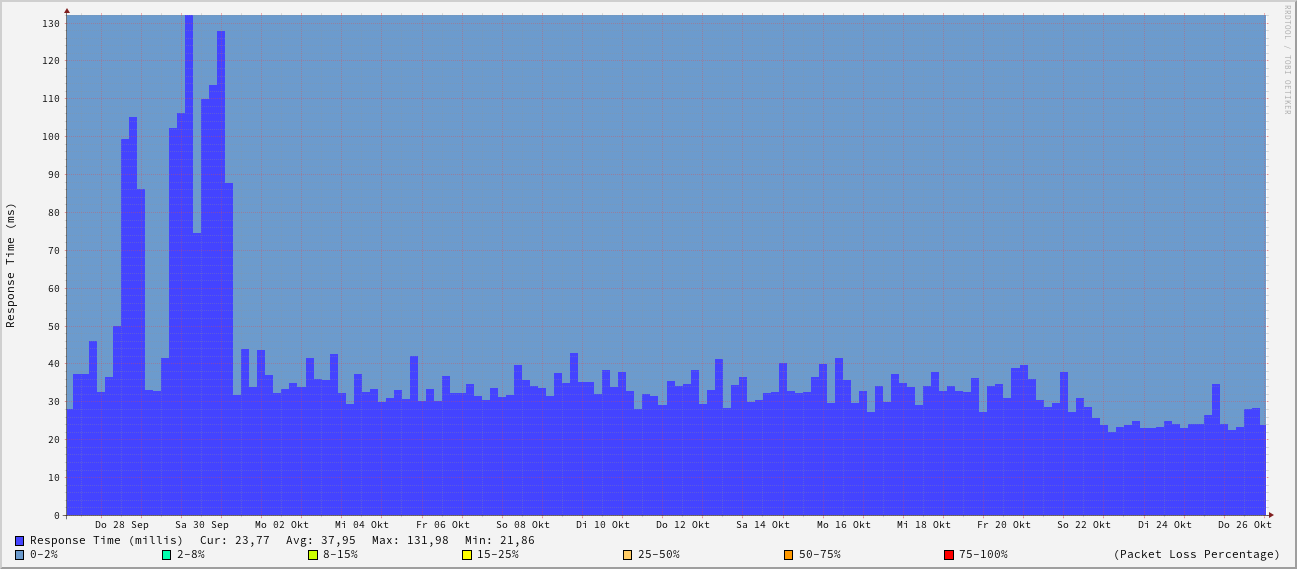 RRDTOOL / TOBI OETIKER
Response Time (ms)
130
120
110
100
90
80
70
60
50
40
30
20
10
0
Do 28 Sep Sa 30 Sep Mo 02 Okt Mi 04 Okt Fr 06 Okt So 08 Okt Di 10 Okt Do 12 Okt Sa 14 Okt Mo 16 Okt Mi 18 Okt Fr 20 Okt So 22 Okt Di 24 Okt Do 26 Okt
Response Time (millis) Cur: 23,77 Avg: 37,95 Max: 131,98 Min: 21,86
0-2% 2-8% 8-15% 15-25% 25-50% 50-75% 75-100% (Packet Loss Percentage)